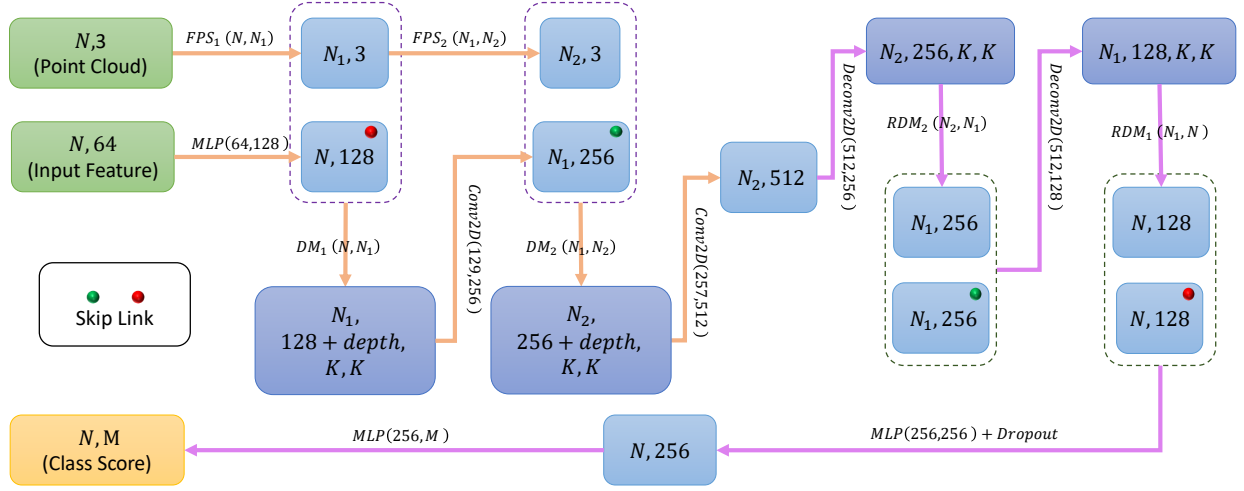 N,3
(Point Cloud)
FPS₁ (N, N₁)
N₁, 3
FPS₂ (N₁, N₂)
N₂, 3
N, 64
(Input Feature)
MLP(64,128)
N, 128
N₁, 256
DM₁ (N, N₁)
Conv2D(129,256)
DM₂ (N₁, N₂)
Conv2D(257,512)
N₁,
128 + depth,
K, K
N₂,
256 + depth,
K, K
Skip Link
N₂, 512
Deconv2D(512,256)
N₂, 256, K, K
RDM₂ (N₂, N₁)
N₁, 256
N₁, 256
Deconv2D(512,128)
N₁, 128, K, K
RDM₁ (N₁, N)
N, 128
N, 128
MLP(256,256) + Dropout
N, 256
MLP(256, M)
N, M
(Class Score)